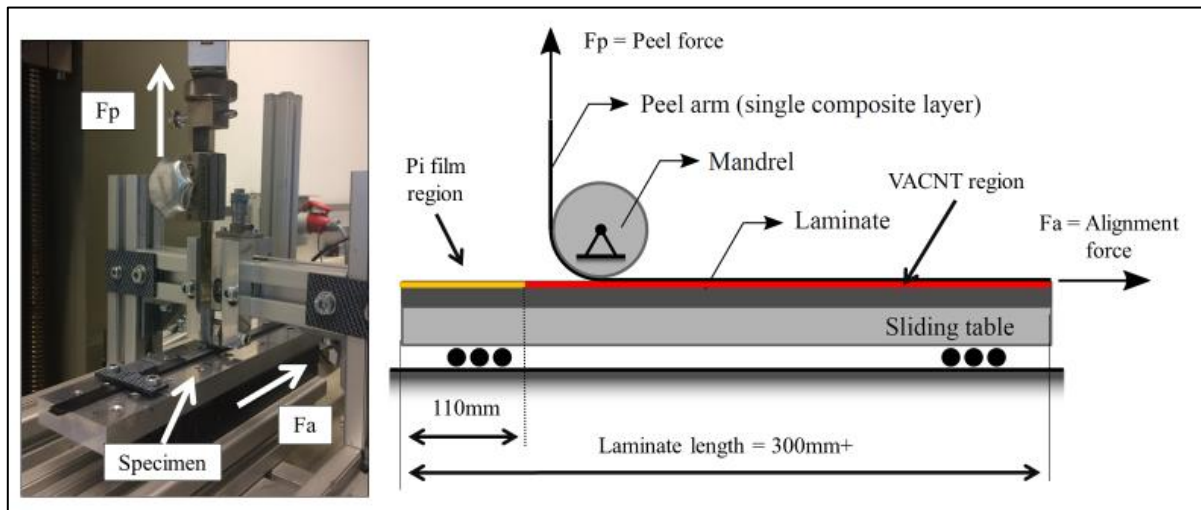 Fp
Fa
Specimen
Fp = Peel force
Peel arm (single composite layer)
Pi film
region
Mandrel
VACNT region
Laminate
Fa = Alignment
force
Sliding table
110mm
Laminate length = 300mm+